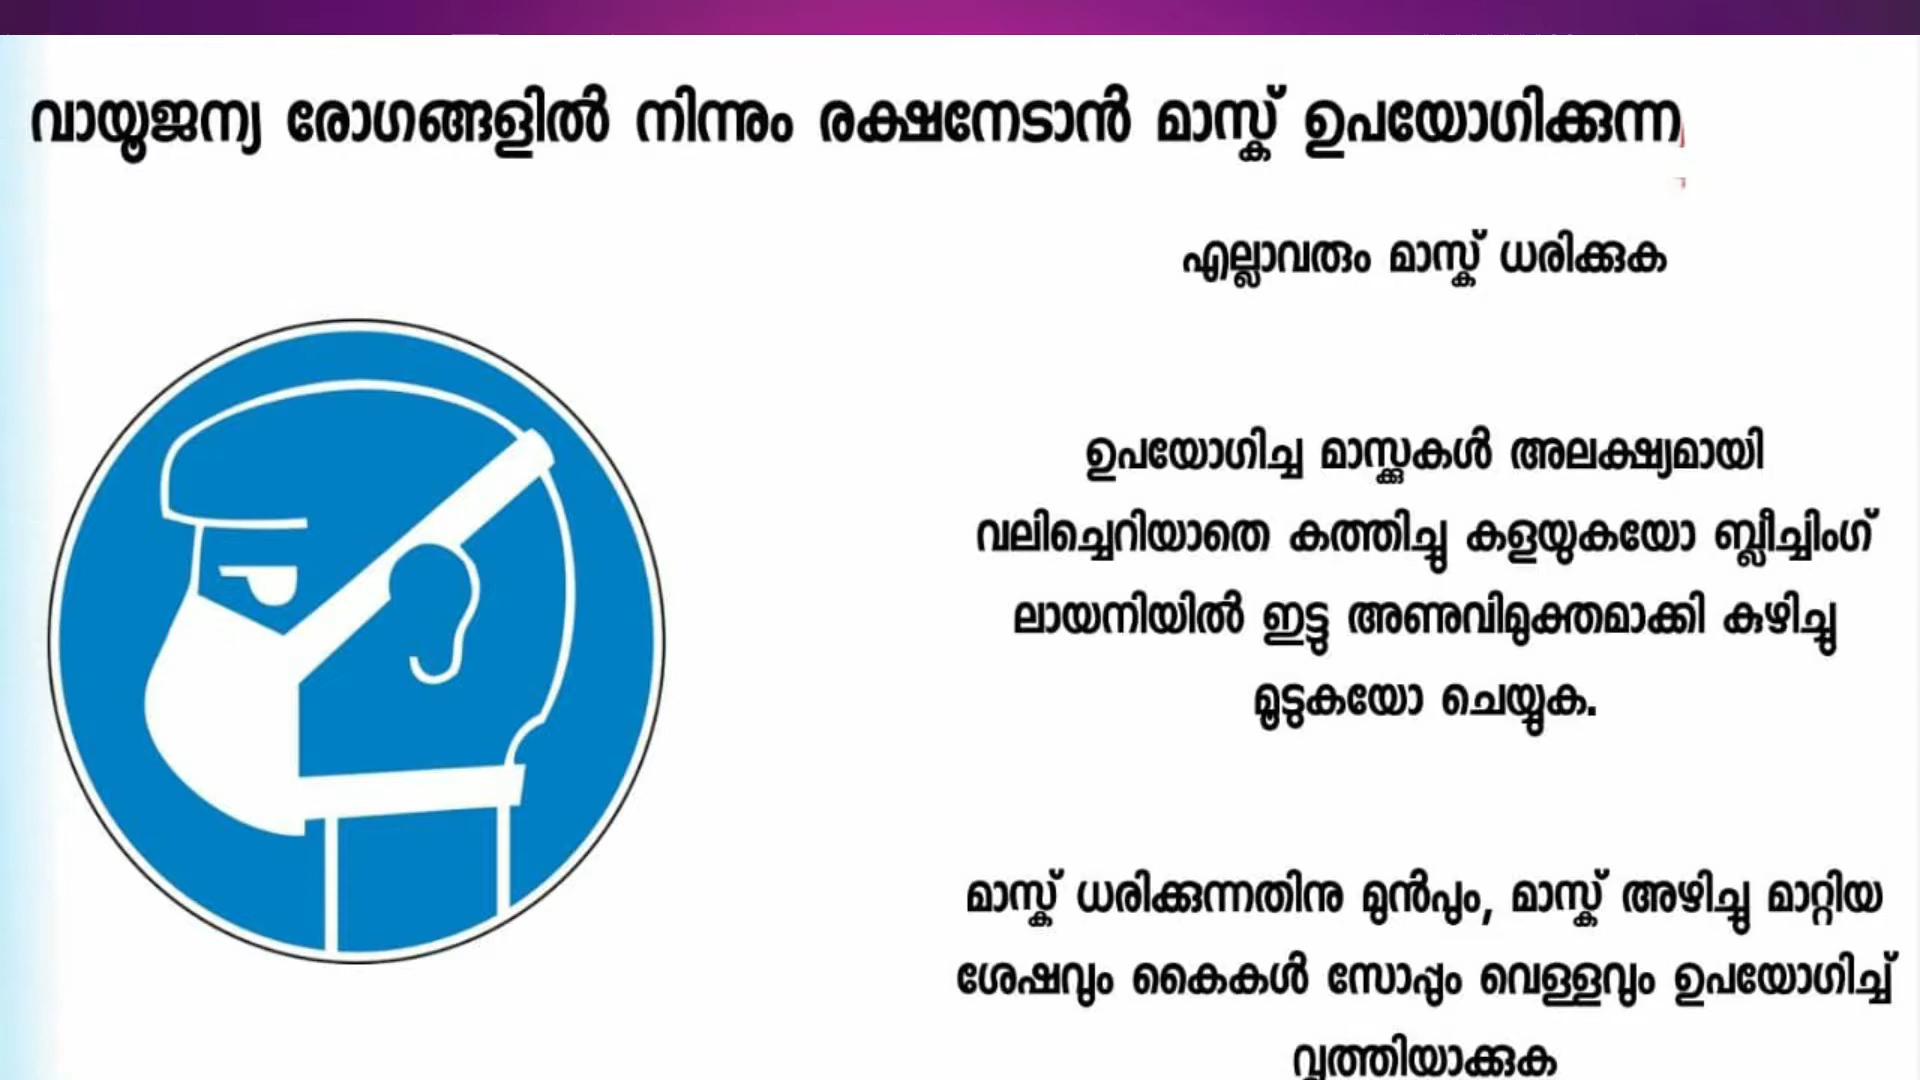 വായൂജന്യ രോഗങ്ങളിൽ നിന്നും രക്ഷനേടാൻ മാസ്ക് ഉപയോഗിക്കുന്ന
എല്ലാവരും മാസ്ക് ധരിക്കുക
ഉപയോഗിച്ച മാസ്ക്കുകൾ അലക്ഷ്യമായി
വലിച്ചെറിയാതെ കത്തിച്ചു കളയുകയോ ബ്ലീച്ചിംഗ്
ലായനിയിൽ ഇട്ടു അണുവിമുക്തമാക്കി കുഴിച്ചു
മൂടുകയോ ചെയ്യുക.
മാസ്ക് ധരിക്കുന്നതിനു മുൻപും, മാസ്ക് അഴിച്ചു മാറ്റിയ
ശേഷവും കൈകൾ സോപ്പും വെള്ളവും ഉപയോഗിച്ച്
വൃത്തിയാക്കുക